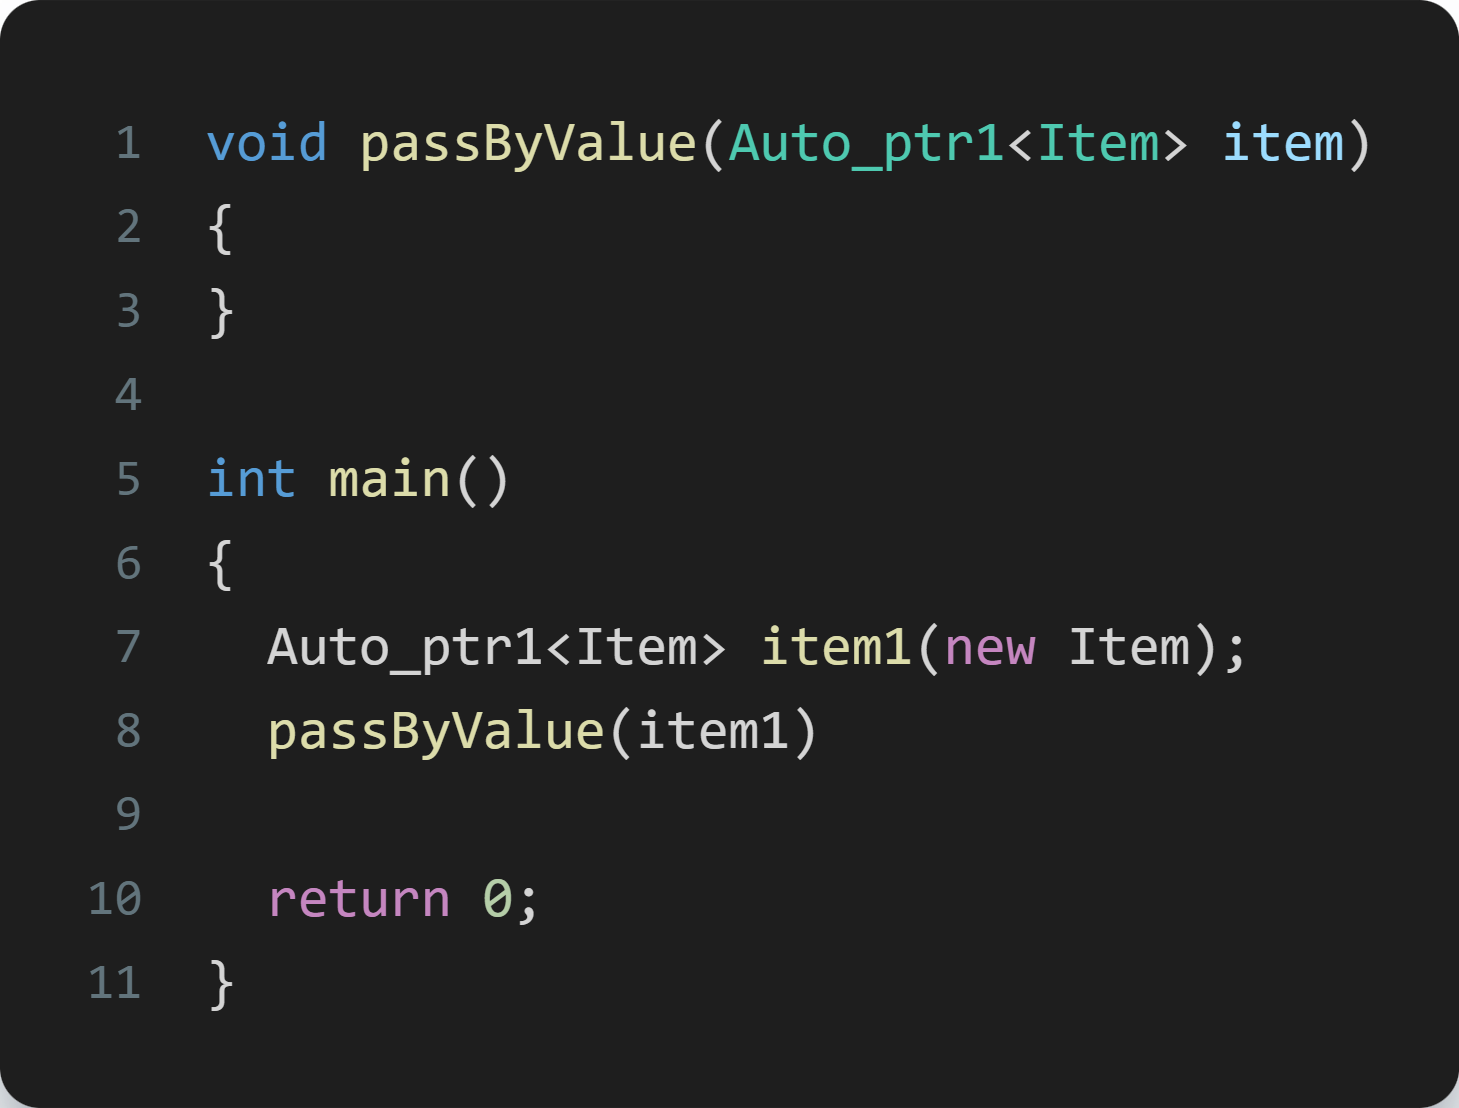 1 void passByValue(Auto_ptr1<Item> item)
2 {
3 }
4
5 int main()
6 {
7   Auto_ptr1<Item> item1(new Item);
8   passByValue(item1)
9
10   return 0;
11 }